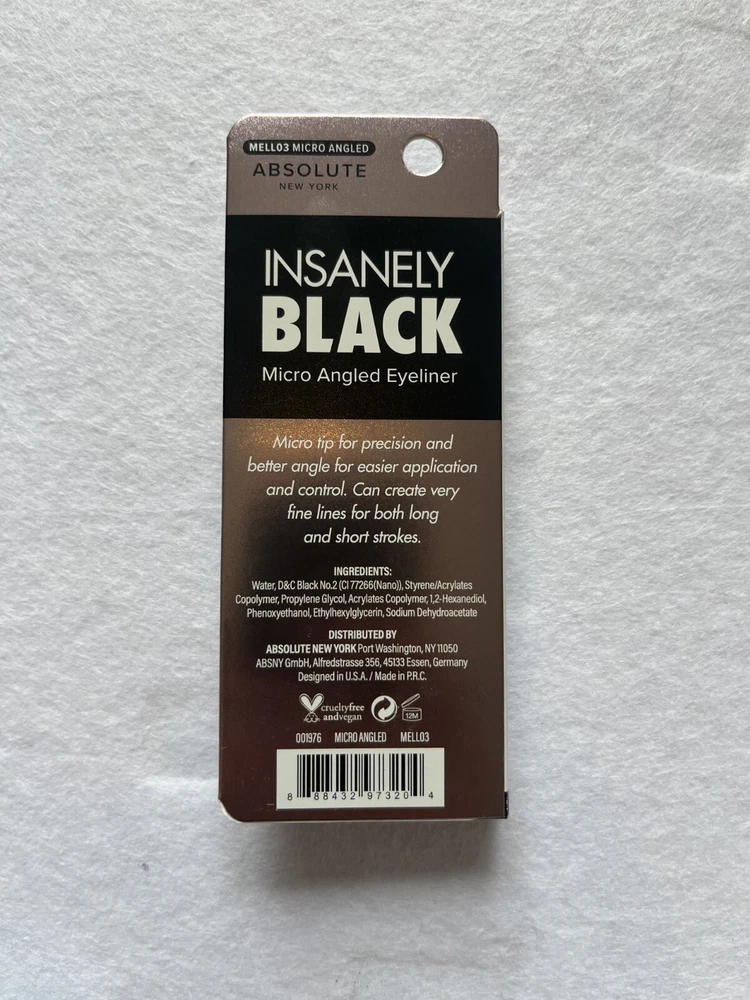 MELL03 MICRO ANGLED
ABSOLUTE
NEW YORK
INSANELY
BLACK
Micro Angled Eyeliner
Micro tip for precision and
better angle for easier application
and control. Can create very
fine lines for both long
and short strokes.
INGREDIENTS:
Water, D&C Black No.2 (CI 77266(Nano)), Styrene/Acrylates
Copolymer, Propylene Glycol, Acrylates Copolymer, 1,2-Hexanediol,
Phenoxyethanol, Ethylhexylglycerin, Sodium Dehydroacetate
DISTRIBUTED BY
ABSOLUTE NEW YORK Port Washington, NY 11050
ABSNY GmbH, Alfredstrasse 356, 45133 Essen, Germany
Designed in U.S.A. / Made in P.R.C.
crueltyfree
andvegan
12M
001976 MICRO ANGLED MELL03
8 88432 97320 4